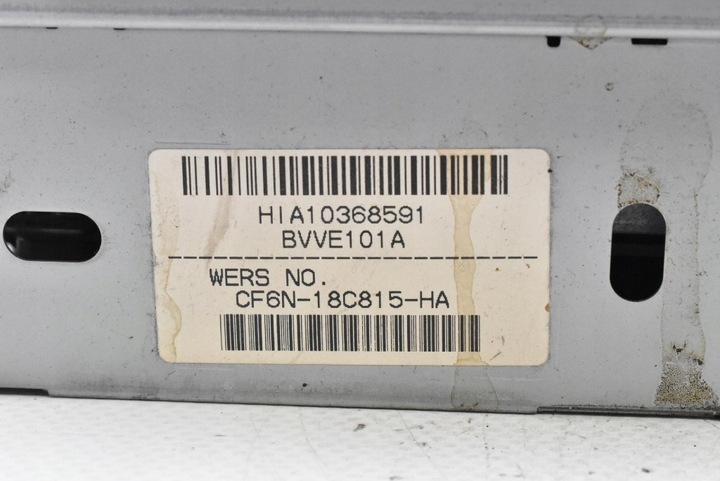 HIA10368591
BVVE101A
WERS NO.
CF6N-18C815-HA